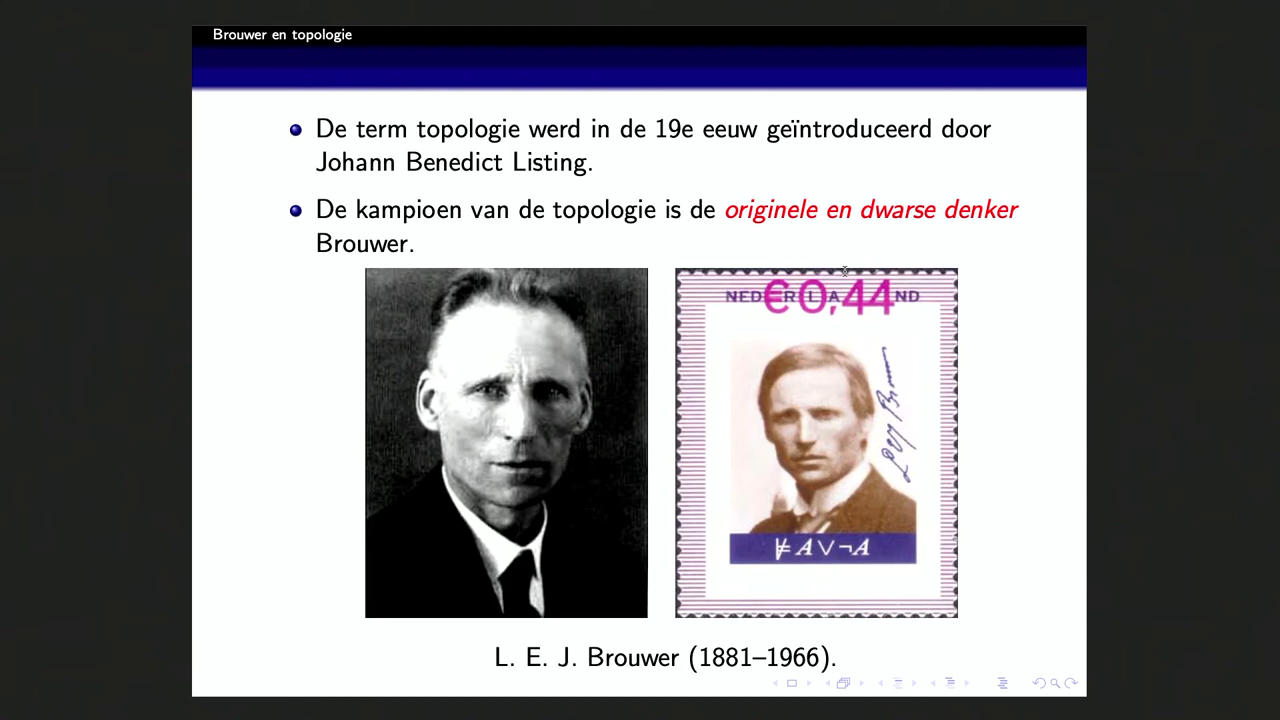 Brouwer en topologie
De term topologie werd in de 19e eeuw geïntroduceerd door
Johann Benedict Listing.
De kampioen van de topologie is de originele en dwarse denker
Brouwer.
NEDERLAND
€0,44
⊭ A ∨ ¬A
L. E. J. Brouwer (1881–1966).